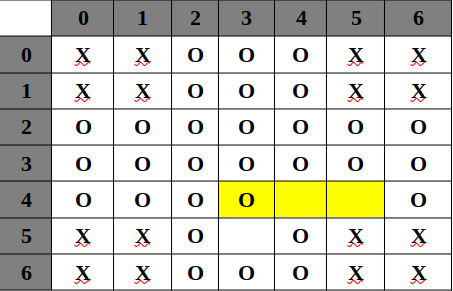 0 1 2 3 4 5 6
0 X X O O O X X
1 X X O O O X X
2 O O O O O O O
3 O O O O O O O
4 O O O O O
5 X X O O X X
6 X X O O O X X